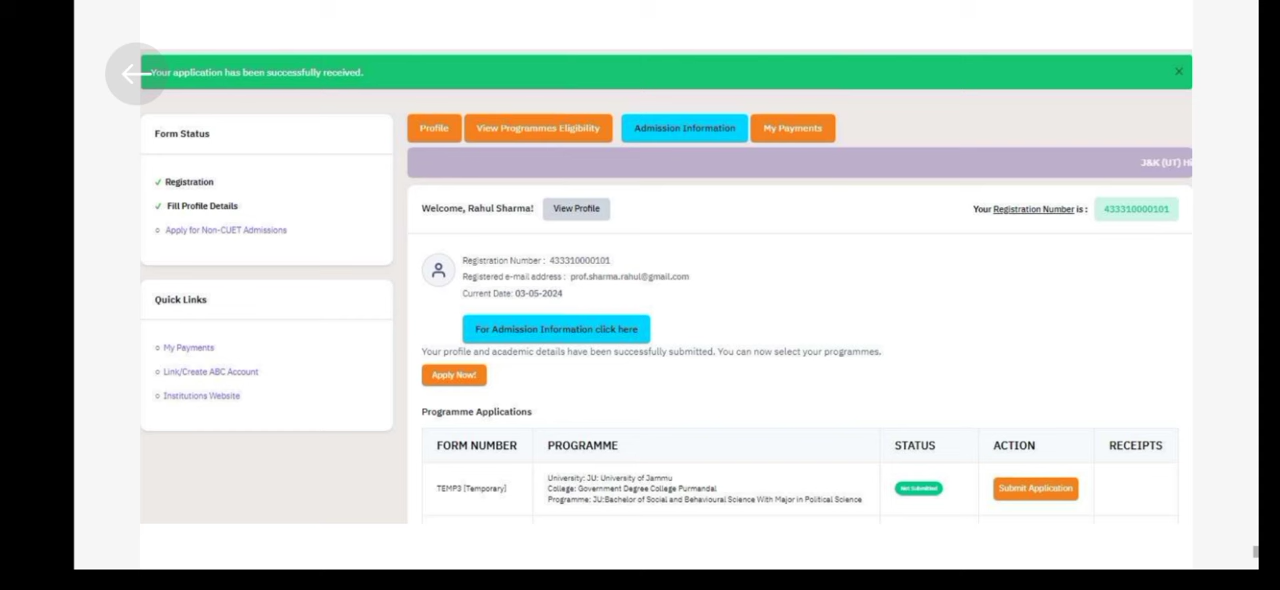 Your application has been successfully received.
Form Status
Registration
Fill Profile Details
Apply for Non-CUET Admissions
Quick Links
My Payments
Link/Create ABC Account
Institutions Website
Profile
View Programmes Eligibility
Admission Information
My Payments
J&K (UT) Hi
Welcome, Rahul Sharma!
View Profile
Your Registration Number is :
433310000101
Registration Number : 433310000101
Registered e-mail address : prof.sharma.rahul@gmail.com
Current Date: 03-05-2024
For Admission Information click here
Your profile and academic details have been successfully submitted. You can now select your programmes.
Apply Now!
Programme Applications
FORM NUMBER PROGRAMME STATUS ACTION RECEIPTS
University: JU: University of Jammu
TEMP3 [Temporary] College: Government Degree College Purmandal Not Submitted Submit Application
Programme: JU:Bachelor of Social and Behavioural Science With Major in Political Science